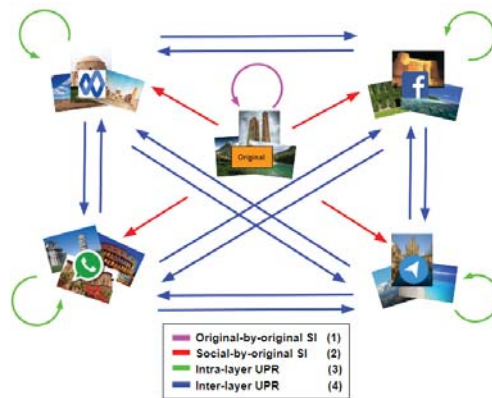 Original
Original-by-original SI (1)
Social-by-original SI (2)
Intra-layer UPR (3)
Inter-layer UPR (4)